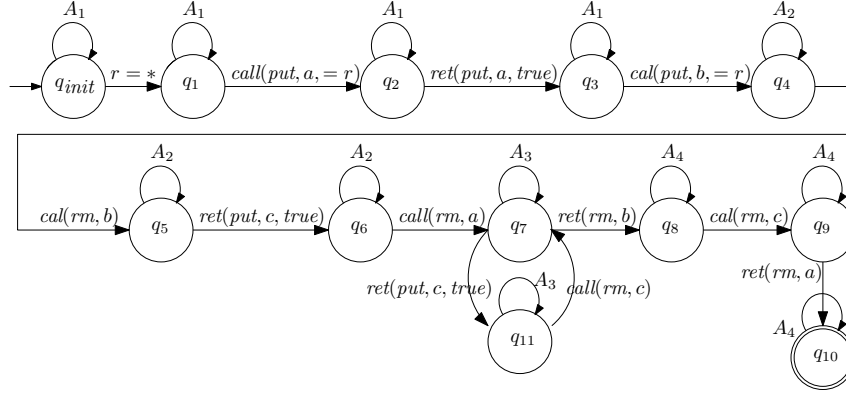 A1 A1 A1 A1 A2
q_init r = * q1 call(put, a, = r) q2 ret(put, a, true) q3 cal(put, b, = r) q4
A2 A2 A3 A4 A4
cal(rm, b) q5 ret(put, c, true) q6 call(rm, a) q7 ret(rm, b) q8 cal(rm, c) q9
ret(put, c, true) A3 call(rm, c) ret(rm, a)
q11 A4 q10